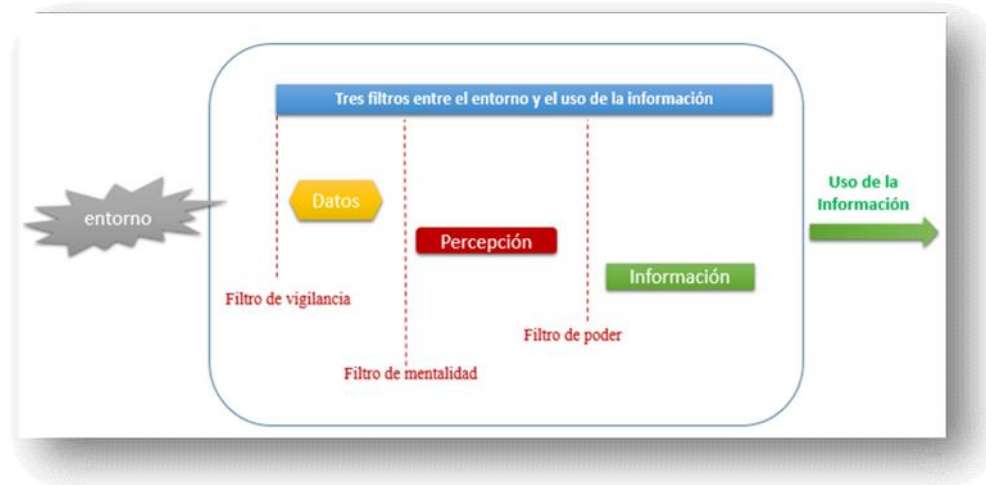 Tres filtros entre el entorno y el uso de la información
entorno
Datos
Percepción
Información
Uso de la
Información
Filtro de vigilancia
Filtro de poder
Filtro de mentalidad